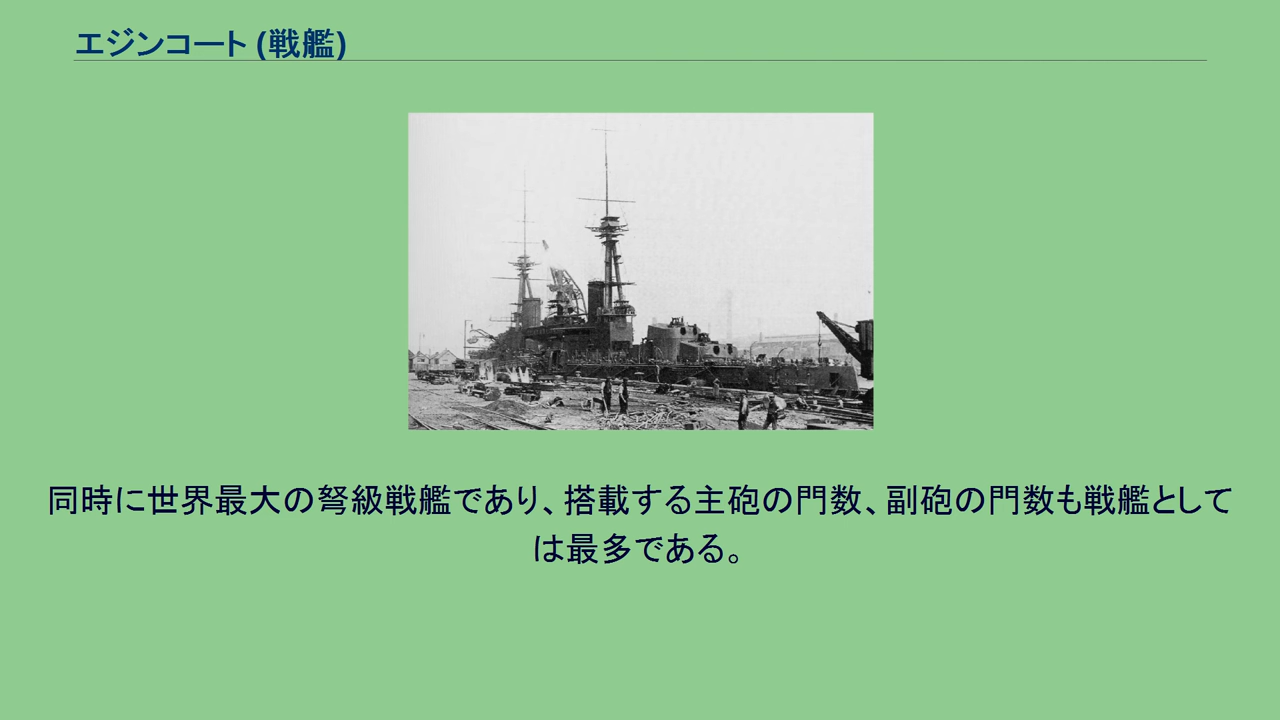 エジンコート (戦艦)
同時に世界最大の弩級戦艦であり、搭載する主砲の門数、副砲の門数も戦艦として
は最多である。